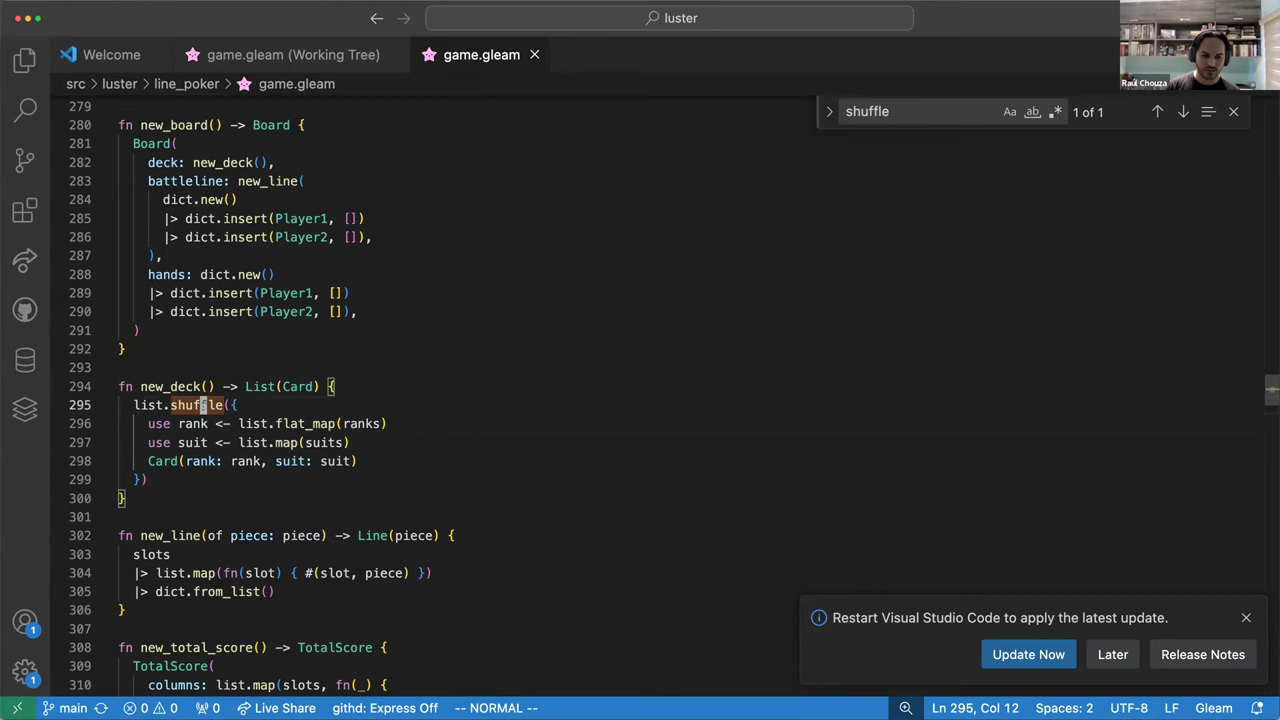 luster
Welcome
game.gleam (Working Tree)
game.gleam
src > luster > line_poker > game.gleam
Raúl Chouza
shuffle
Aa
ab
.*
1 of 1
279
280 fn new_board() -> Board {
281 Board(
282 deck: new_deck(),
283 battleline: new_line(
284 dict.new()
285 |> dict.insert(Player1, [])
286 |> dict.insert(Player2, []),
287 ),
288 hands: dict.new()
289 |> dict.insert(Player1, [])
290 |> dict.insert(Player2, []),
291 )
292 }
293
294 fn new_deck() -> List(Card) {
295 list.shuffle({
296 use rank <- list.flat_map(ranks)
297 use suit <- list.map(suits)
298 Card(rank: rank, suit: suit)
299 })
300 }
301
302 fn new_line(of piece: piece) -> Line(piece) {
303 slots
304 |> list.map(fn(slot) { #(slot, piece) })
305 |> dict.from_list()
306 }
307
308 fn new_total_score() -> TotalScore {
309 TotalScore(
310 columns: list.map(slots, fn(_) {
Restart Visual Studio Code to apply the latest update.
Update Now
Later
Release Notes
1
1
main
0 0
Live Share
githd: Express Off
-- NORMAL --
Ln 295, Col 12
Spaces: 2
UTF-8
LF
Gleam